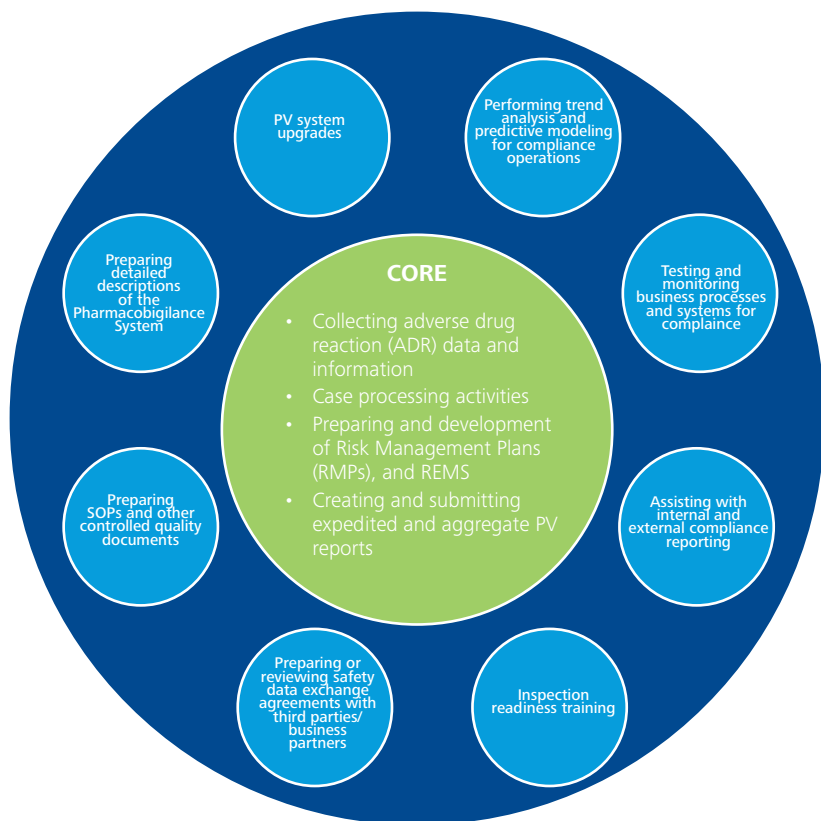 PV system
upgrades
Performing trend
analysis and
predictive modeling
for compliance
operations
Preparing
detailed
descriptions
of the
Pharmacobigilance
System
Testing and
monitoring
business processes
and systems for
complaince
CORE
• Collecting adverse drug
reaction (ADR) data and
information
• Case processing activities
• Preparing and development
of Risk Management Plans
(RMPs), and REMS
• Creating and submitting
expedited and aggregate PV
reports
Preparing
SOPs and other
controlled quality
documents
Assisting with
internal and
external compliance
reporting
Preparing or
reviewing safety
data exchange
agreements with
third parties/
business
partners
Inspection
readiness training